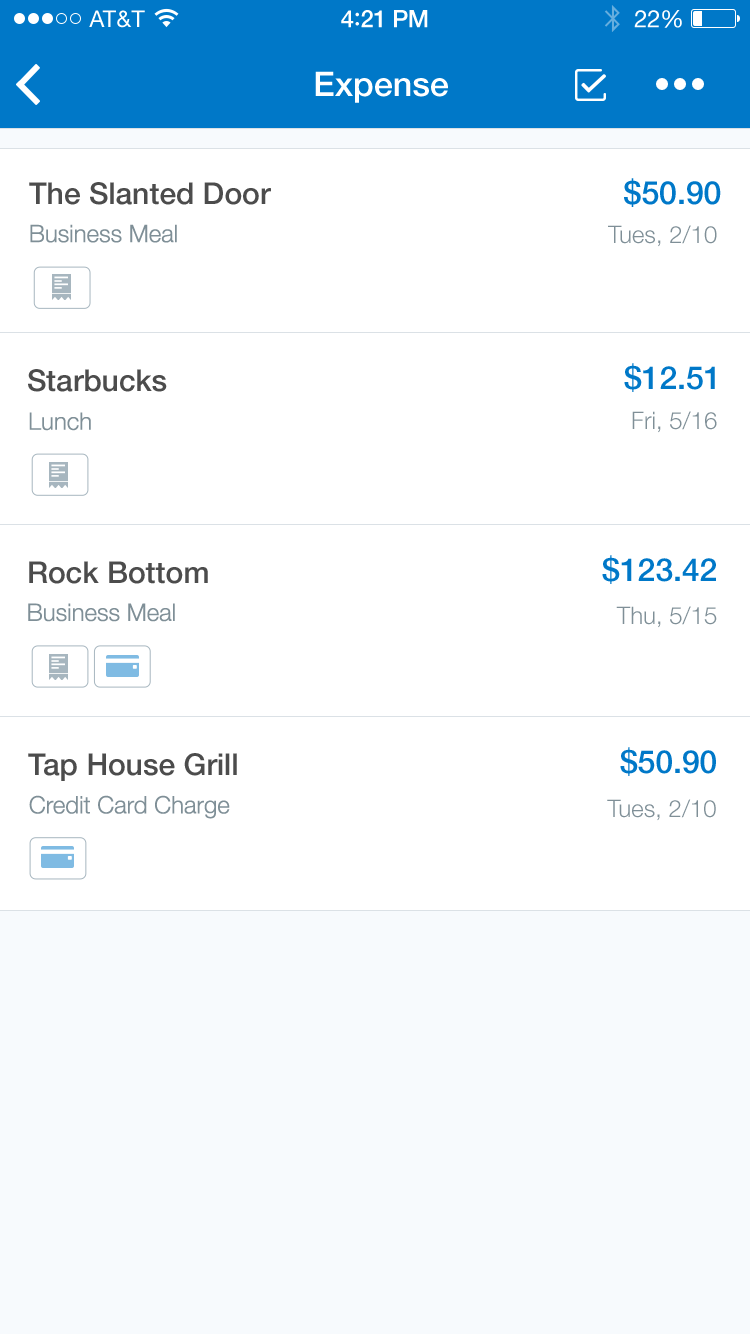 AT&T 4:21 PM 22%
Expense
The Slanted Door $50.90
Business Meal Tues, 2/10
Starbucks $12.51
Lunch Fri, 5/16
Rock Bottom $123.42
Business Meal Thu, 5/15
Tap House Grill $50.90
Credit Card Charge Tues, 2/10